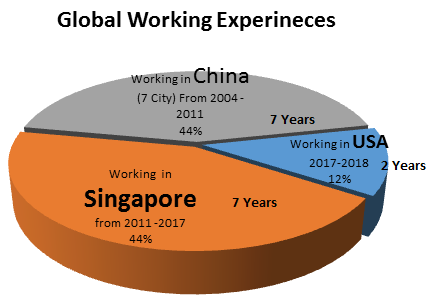 Global Working Experineces
Working in China
(7 City) From 2004 -
2011
44%
7 Years
Working in USA
2017-2018
12%
2 Years
Working in
Singapore
from 2011 -2017
44%
7 Years